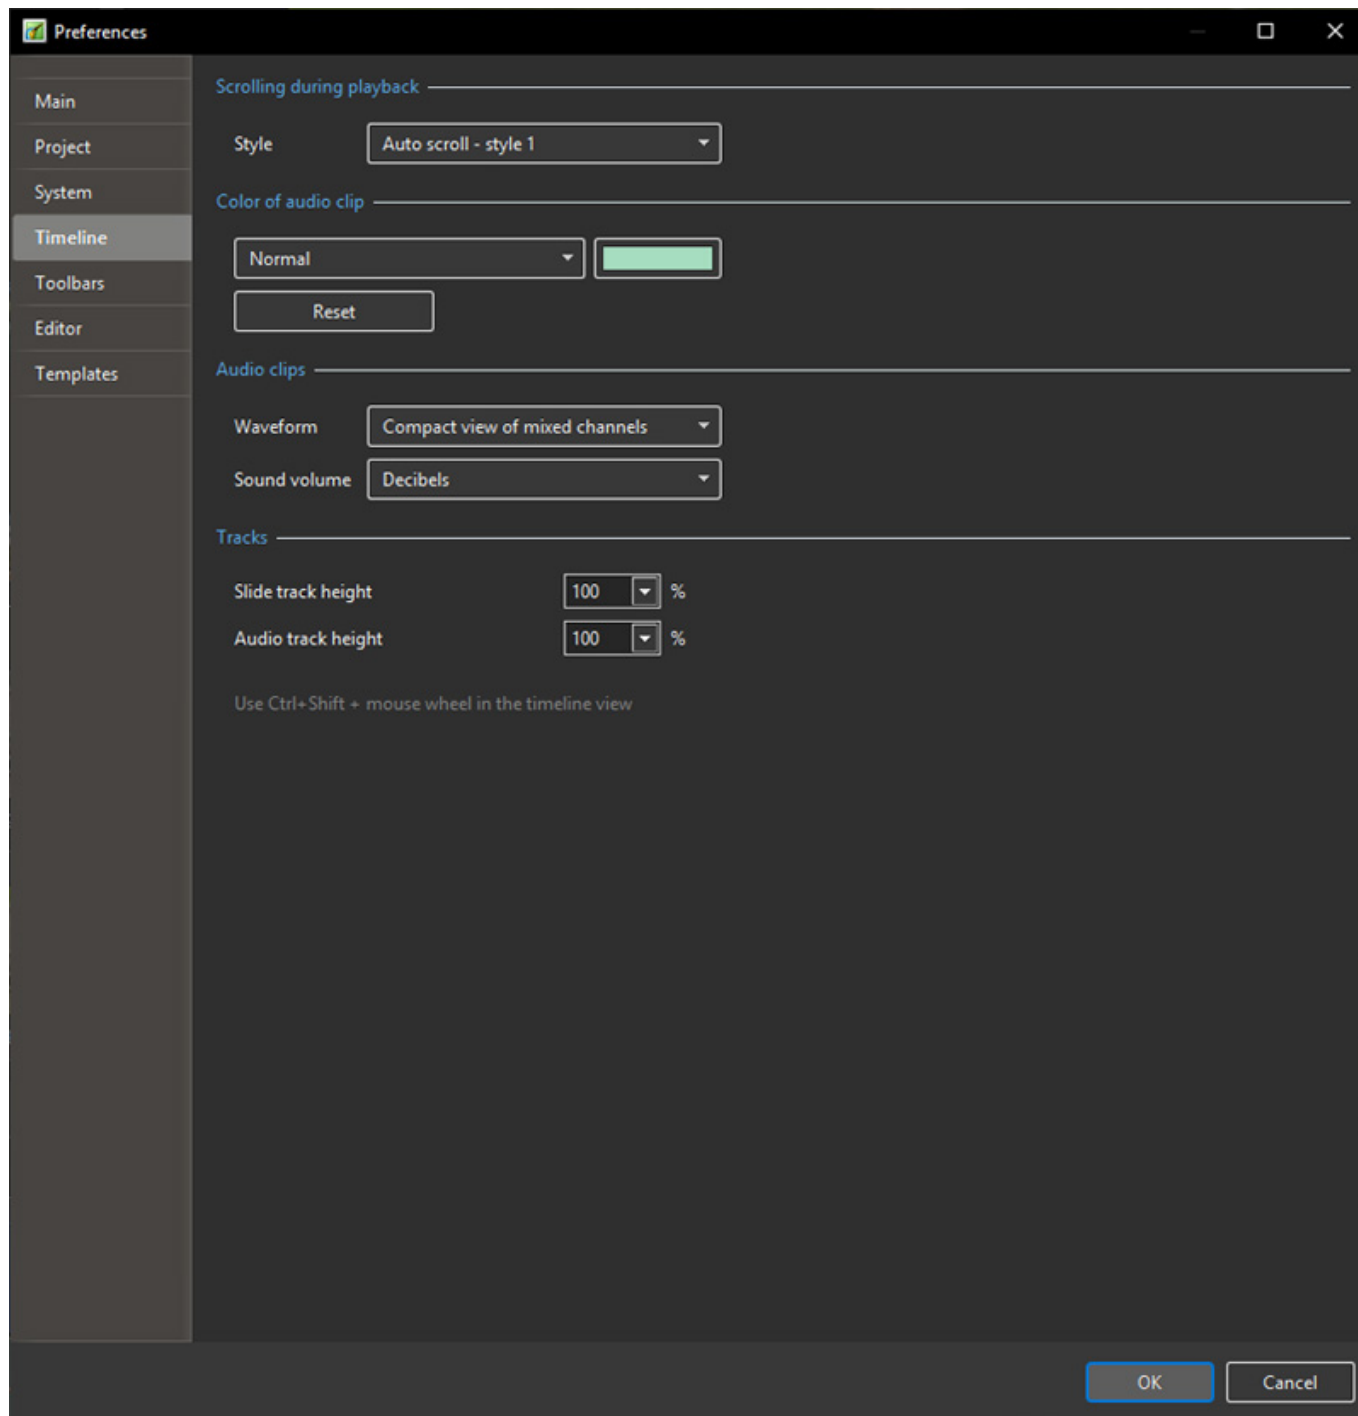 Preferences
Main
Project
System
Timeline
Toolbars
Editor
Templates
Scrolling during playback
Style Auto scroll - style 1
Color of audio clip
Normal
Reset
Audio clips
Waveform Compact view of mixed channels
Sound volume Decibels
Tracks
Slide track height 100 %
Audio track height 100 %
Use Ctrl+Shift + mouse wheel in the timeline view
OK Cancel